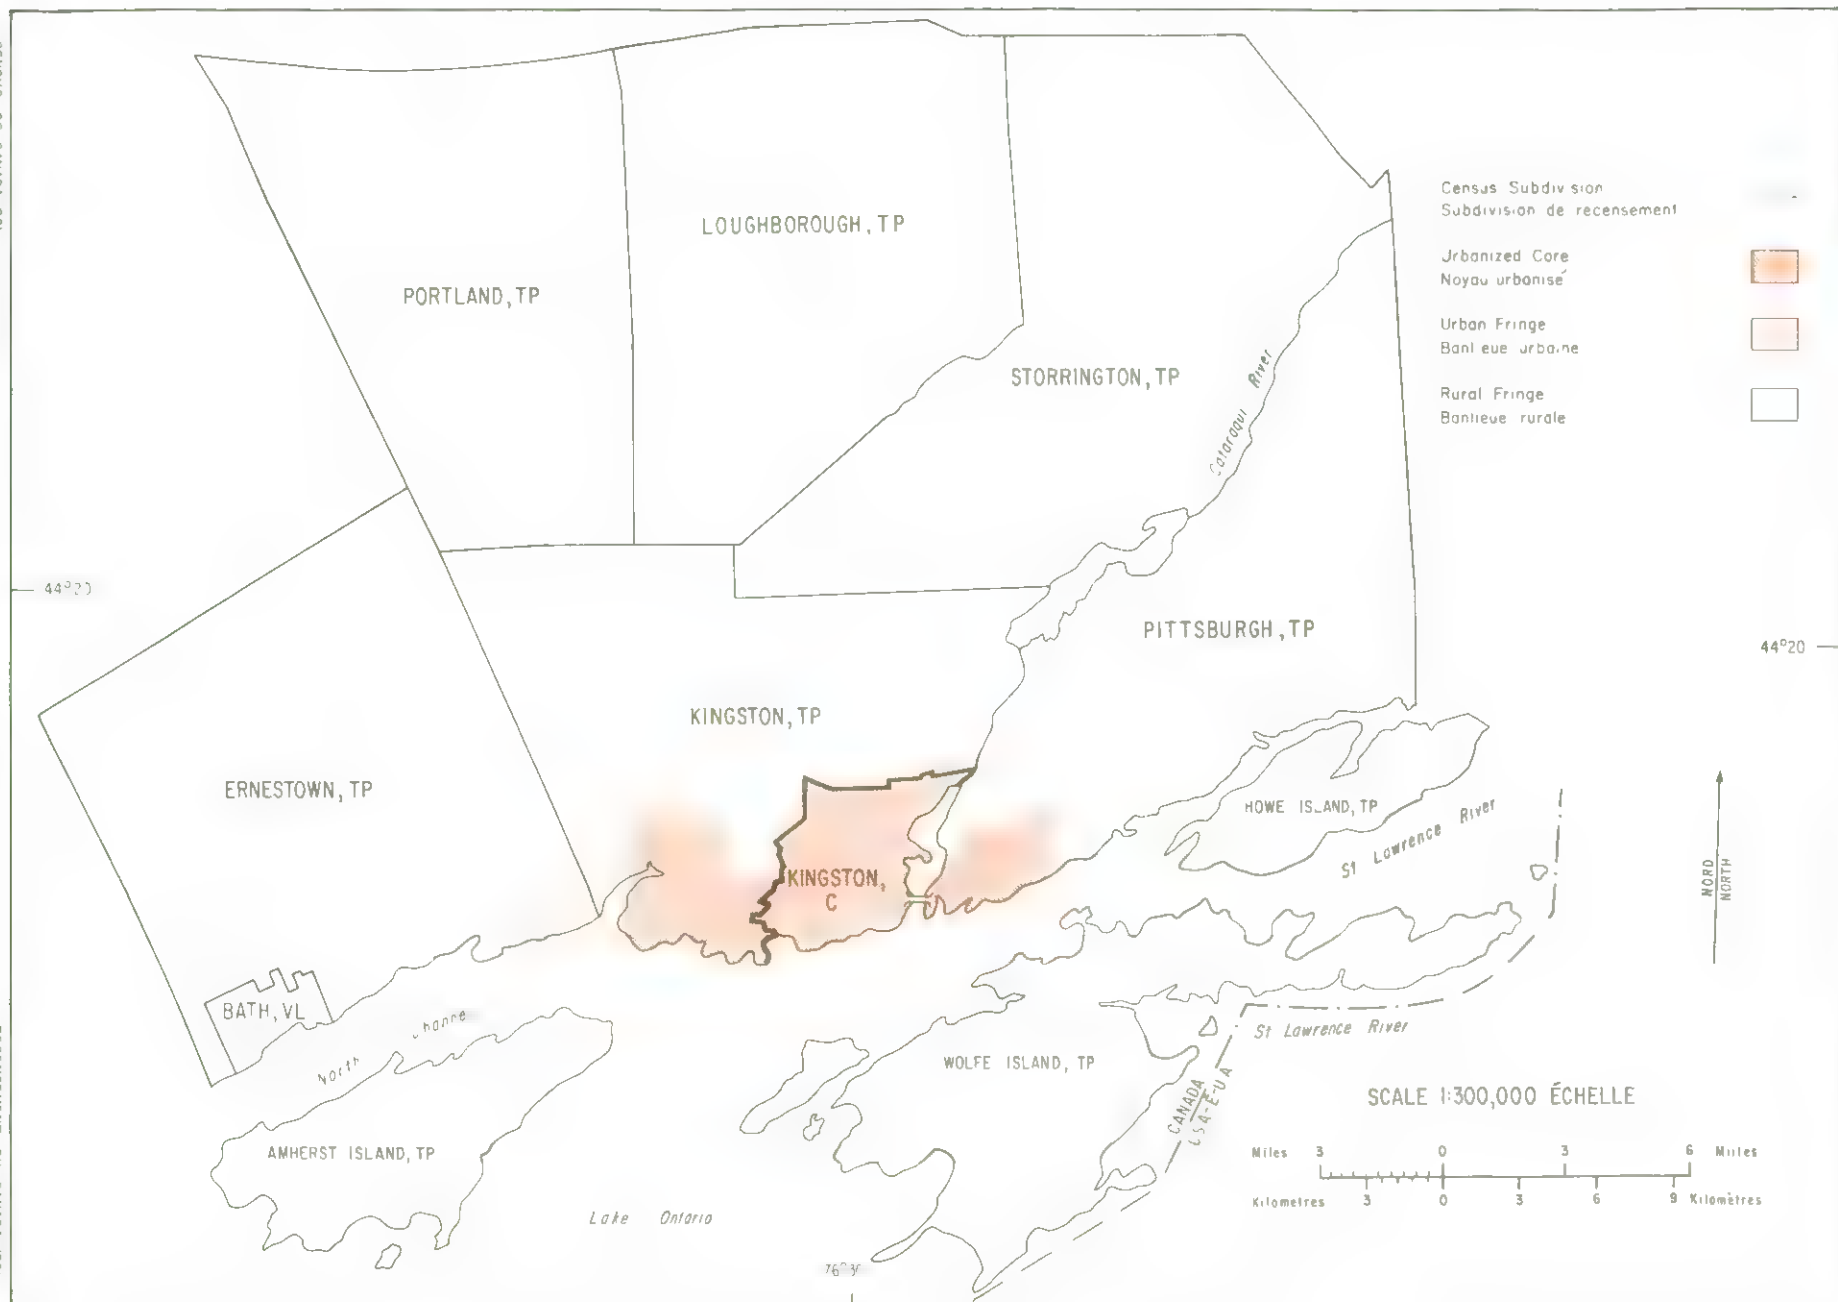 LOUGHBOROUGH, TP
PORTLAND, TP
STORRINGTON, TP
Cataraqui River
Census Subdivision
Subdivision de recensement
Urbanized Core
Noyau urbanisé
Urban Fringe
Banlieue urbaine
Rural Fringe
Banlieue rurale
44°20
PITTSBURGH, TP
44°20
KINGSTON, TP
ERNESTOWN, TP
HOWE ISLAND, TP
St Lawrence River
KINGSTON,
C
NORD
NORTH
BATH, VL
North
WOLFE ISLAND, TP
St Lawrence River
CANADA
USA-É-UA
AMHERST ISLAND, TP
Lake Ontario
SCALE 1:300,000 ÉCHELLE
Miles 3 0 3 6 Milles
Kilometres 3 0 3 6 9 Kilomètres